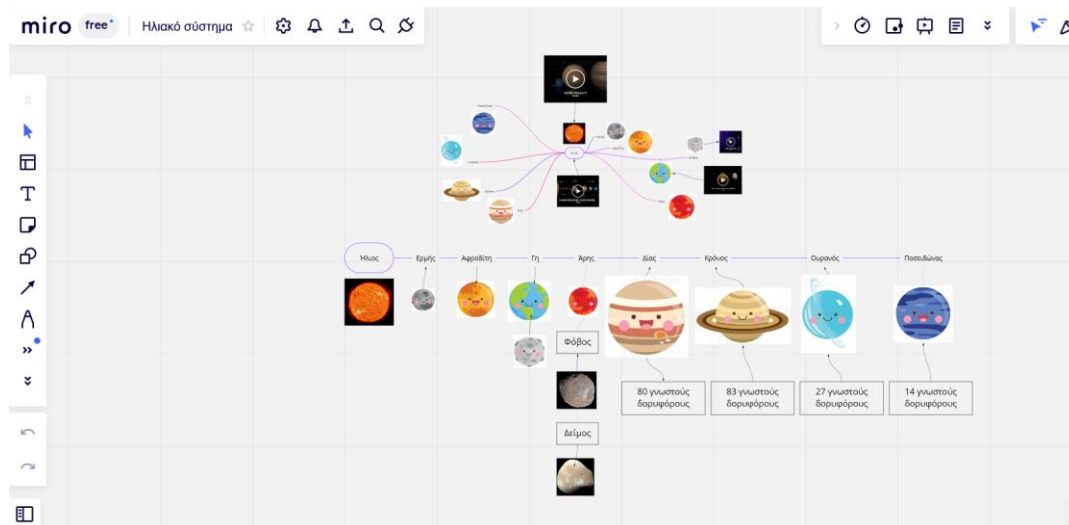 miro free Ηλιακό σύστημα
Ήλιος Ερμής Αφροδίτη Γη Άρης Δίας Κρόνος Ουρανός Ποσειδώνας
Φόβος
80 γνωστούς
δορυφόρους
83 γνωστούς
δορυφόρους
27 γνωστούς
δορυφόρους
14 γνωστούς
δορυφόρους
Δείμος